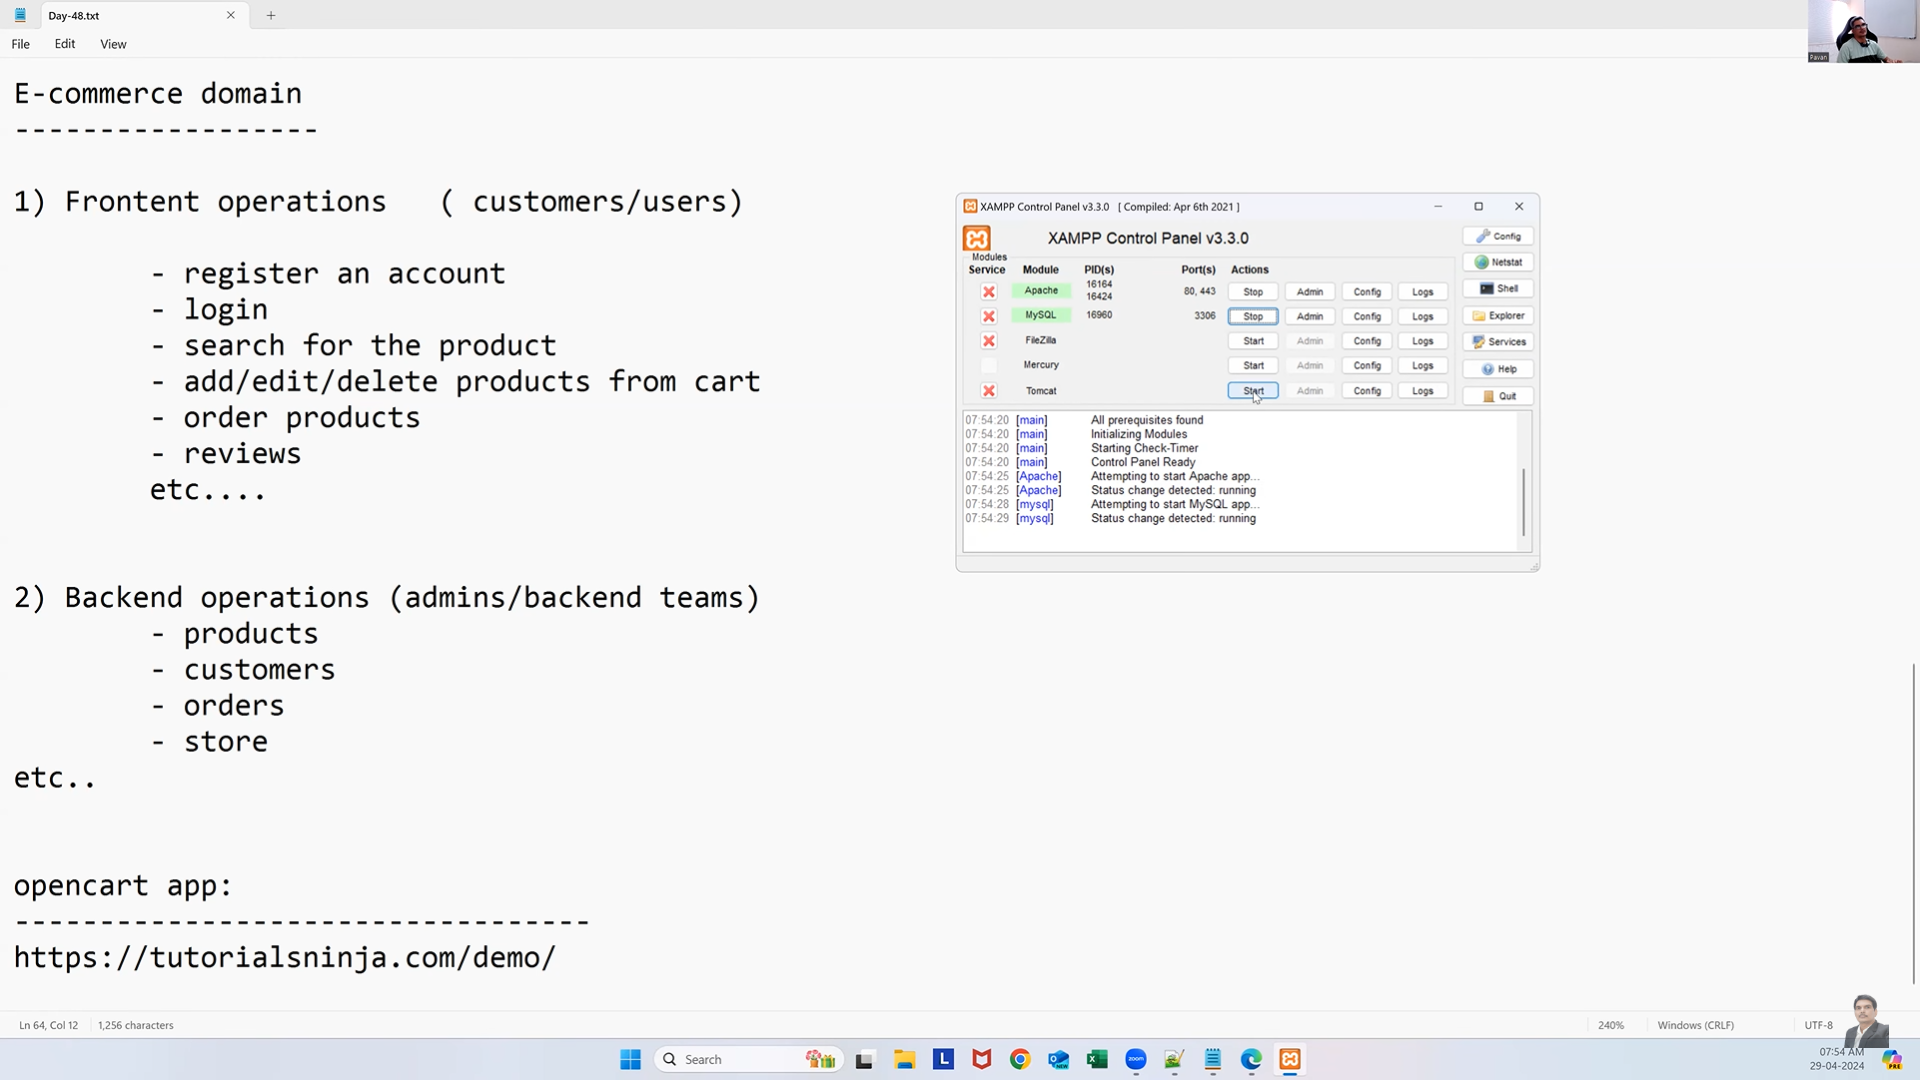 Day-48.txt
File Edit View
E-commerce domain
------------------
1) Frontent operations ( customers/users)
- register an account
- login
- search for the product
- add/edit/delete products from cart
- order products
- reviews
etc....
2) Backend operations (admins/backend teams)
- products
- customers
- orders
- store
etc..
opencart app:
----------------------------------
https://tutorialsninja.com/demo/
Pavan
XAMPP Control Panel v3.3.0 [ Compiled: Apr 6th 2021 ]
XAMPP Control Panel v3.3.0
Modules
Service Module PID(s) Port(s) Actions
Apache 16164 16424 80, 443 Stop Admin Config Logs
MySQL 16960 3306 Stop Admin Config Logs
FileZilla Start Admin Config Logs
Mercury Start Admin Config Logs
Tomcat Start Admin Config Logs
Config
Netstat
Shell
Explorer
Services
Help
Quit
07:54:20 [main] All prerequisites found
07:54:20 [main] Initializing Modules
07:54:20 [main] Starting Check-Timer
07:54:20 [main] Control Panel Ready
07:54:25 [Apache] Attempting to start Apache app...
07:54:25 [Apache] Status change detected: running
07:54:28 [mysql] Attempting to start MySQL app...
07:54:29 [mysql] Status change detected: running
Ln 64, Col 12 1,256 characters 240% Windows (CRLF) UTF-8
Search
L
zoom
NEW
07:54 AM
29-04-2024
PRE